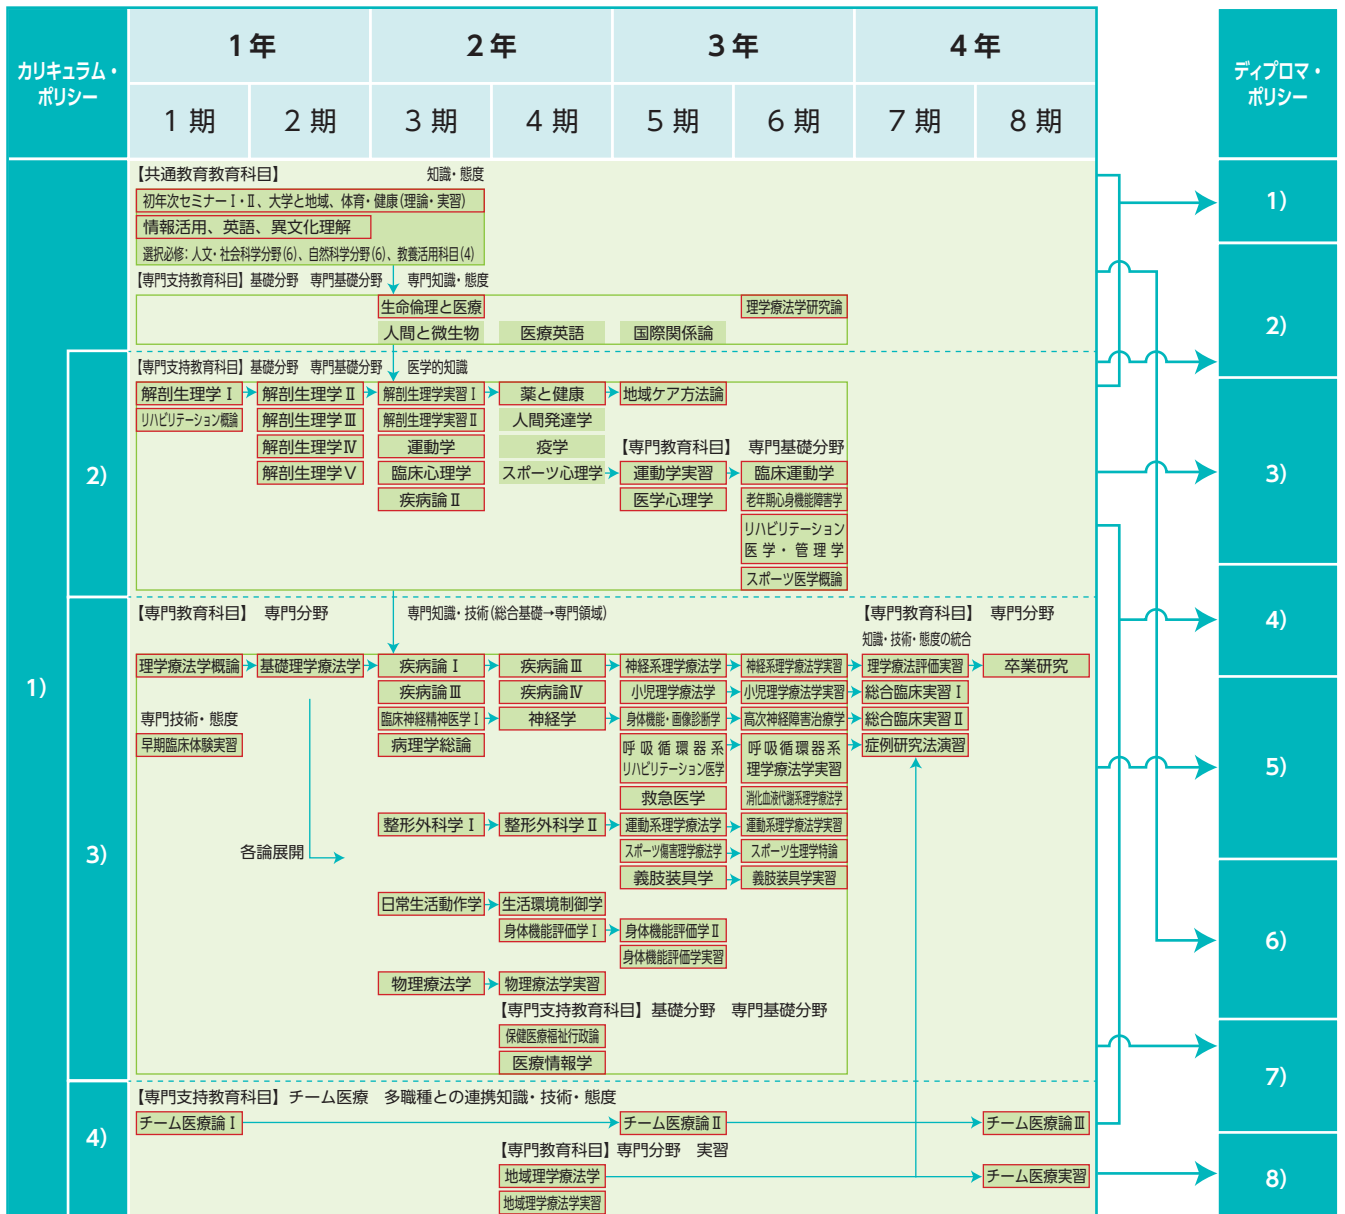 カリキュラム・
ポリシー
1年
2年
3年
4年
1期
2期
3期
4期
5期
6期
7期
8期
ディプロマ・
ポリシー
1)
2)
3)
4)
【共通教育教育科目】 知識・態度
初年次セミナーⅠ・Ⅱ、大学と地域、体育・健康(理論・実習)
情報活用、英語、異文化理解
選択必修：人文・社会科学分野(6)、自然科学分野(6)、教養活用科目(4)
【専門支持教育科目】基礎分野 専門基礎分野 専門知識・態度
生命倫理と医療
理学療法学研究論
人間と微生物
医療英語
国際関係論
【専門支持教育科目】基礎分野 専門基礎分野 医学的知識
解剖生理学Ⅰ
解剖生理学Ⅱ
解剖生理学実習Ⅰ
薬と健康
地域ケア方法論
リハビリテーション概論
解剖生理学Ⅲ
解剖生理学実習Ⅱ
人間発達学
解剖生理学Ⅳ
運動学
疫学
【専門教育科目】 専門基礎分野
解剖生理学Ⅴ
臨床心理学
スポーツ心理学
運動学実習
臨床運動学
疾病論Ⅱ
医学心理学
老年期心身機能障害学
リハビリテーション
医学・管理学
スポーツ医学概論
【専門教育科目】 専門分野
専門知識・技術(総合基礎→専門領域)
【専門教育科目】 専門分野
知識・技術・態度の統合
理学療法学概論
基礎理学療法学
疾病論Ⅰ
疾病論Ⅲ
神経系理学療法学
神経系理学療法学実習
理学療法評価実習
卒業研究
疾病論Ⅲ
疾病論Ⅳ
小児理学療法学
小児理学療法学実習
総合臨床実習Ⅰ
専門技術・態度
臨床神経精神医学Ⅰ
神経学
身体機能・画像診断学
高次神経障害治療学
総合臨床実習Ⅱ
早期臨床体験実習
病理学総論
呼吸循環器系
リハビリテーション医学
呼吸循環器系
理学療法学実習
症例研究法演習
救急医学
消化血液代謝系理学療法学
整形外科学Ⅰ
整形外科学Ⅱ
運動系理学療法学
運動系理学療法学実習
各論展開
スポーツ傷害理学療法学
スポーツ生理学特論
義肢装具学
義肢装具学実習
日常生活動作学
生活環境制御学
身体機能評価学Ⅰ
身体機能評価学Ⅱ
身体機能評価学実習
物理療法学
物理療法学実習
【専門支持教育科目】基礎分野 専門基礎分野
保健医療福祉行政論
医療情報学
【専門支持教育科目】チーム医療 多職種との連携知識・技術・態度
チーム医療論Ⅰ
チーム医療論Ⅱ
チーム医療論Ⅲ
【専門教育科目】専門分野 実習
地域理学療法学
チーム医療実習
地域理学療法学実習
1)
2)
3)
4)
5)
6)
7)
8)